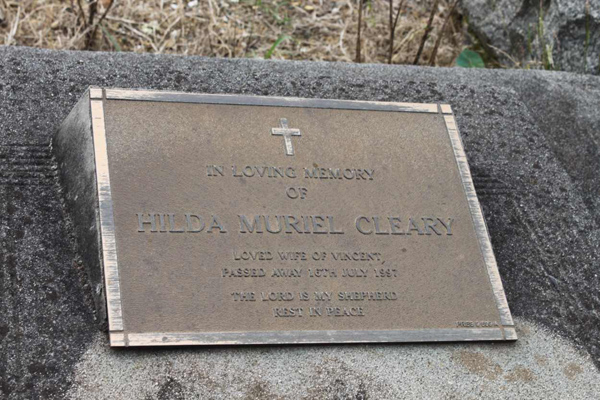 IN LOVING MEMORY
OF
HILDA MURIEL CLEARY
LOVED WIFE OF VINCENT,
PASSED AWAY 16TH JULY 1997
THE LORD IS MY SHEPHERD
REST IN PEACE